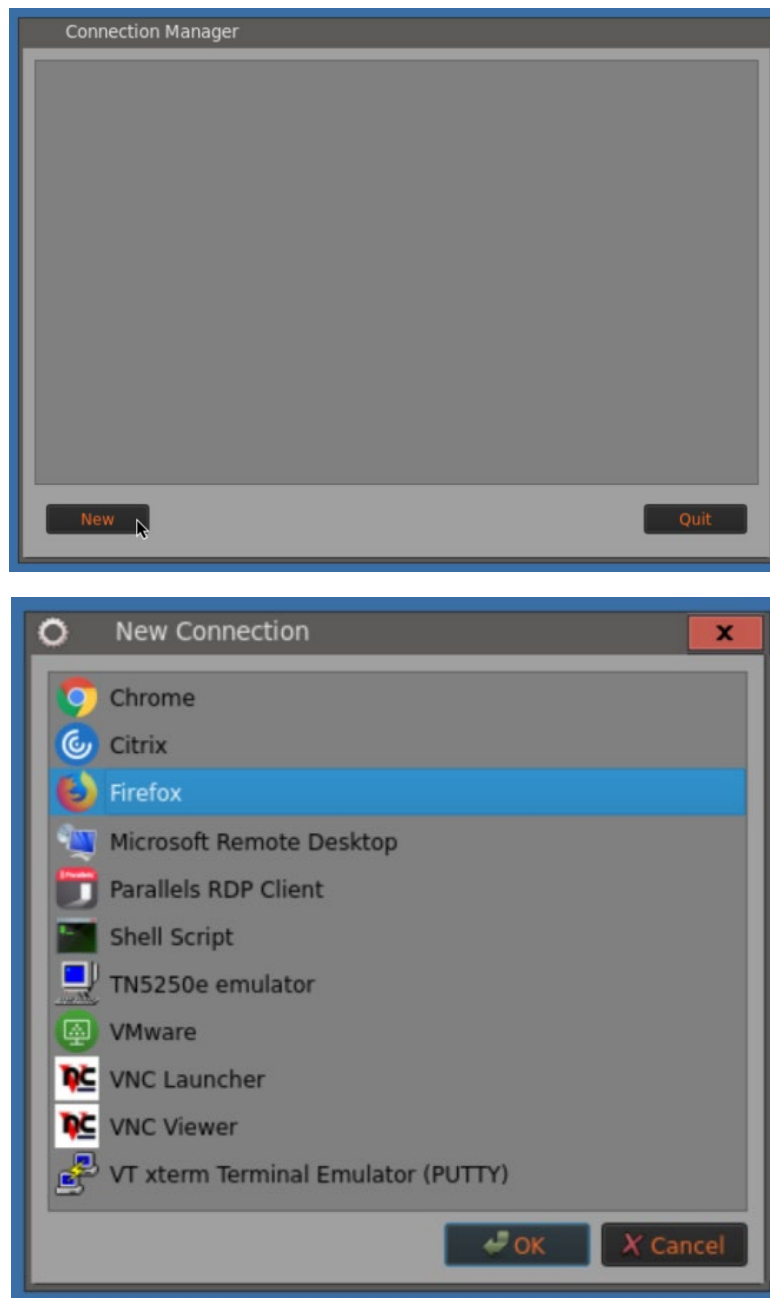 Connection Manager
New
Quit
New Connection
X
Chrome
Citrix
Firefox
Microsoft Remote Desktop
Parallels RDP Client
Shell Script
TN5250e emulator
VMware
VNC Launcher
VNC Viewer
VT xterm Terminal Emulator (PUTTY)
OK
X Cancel